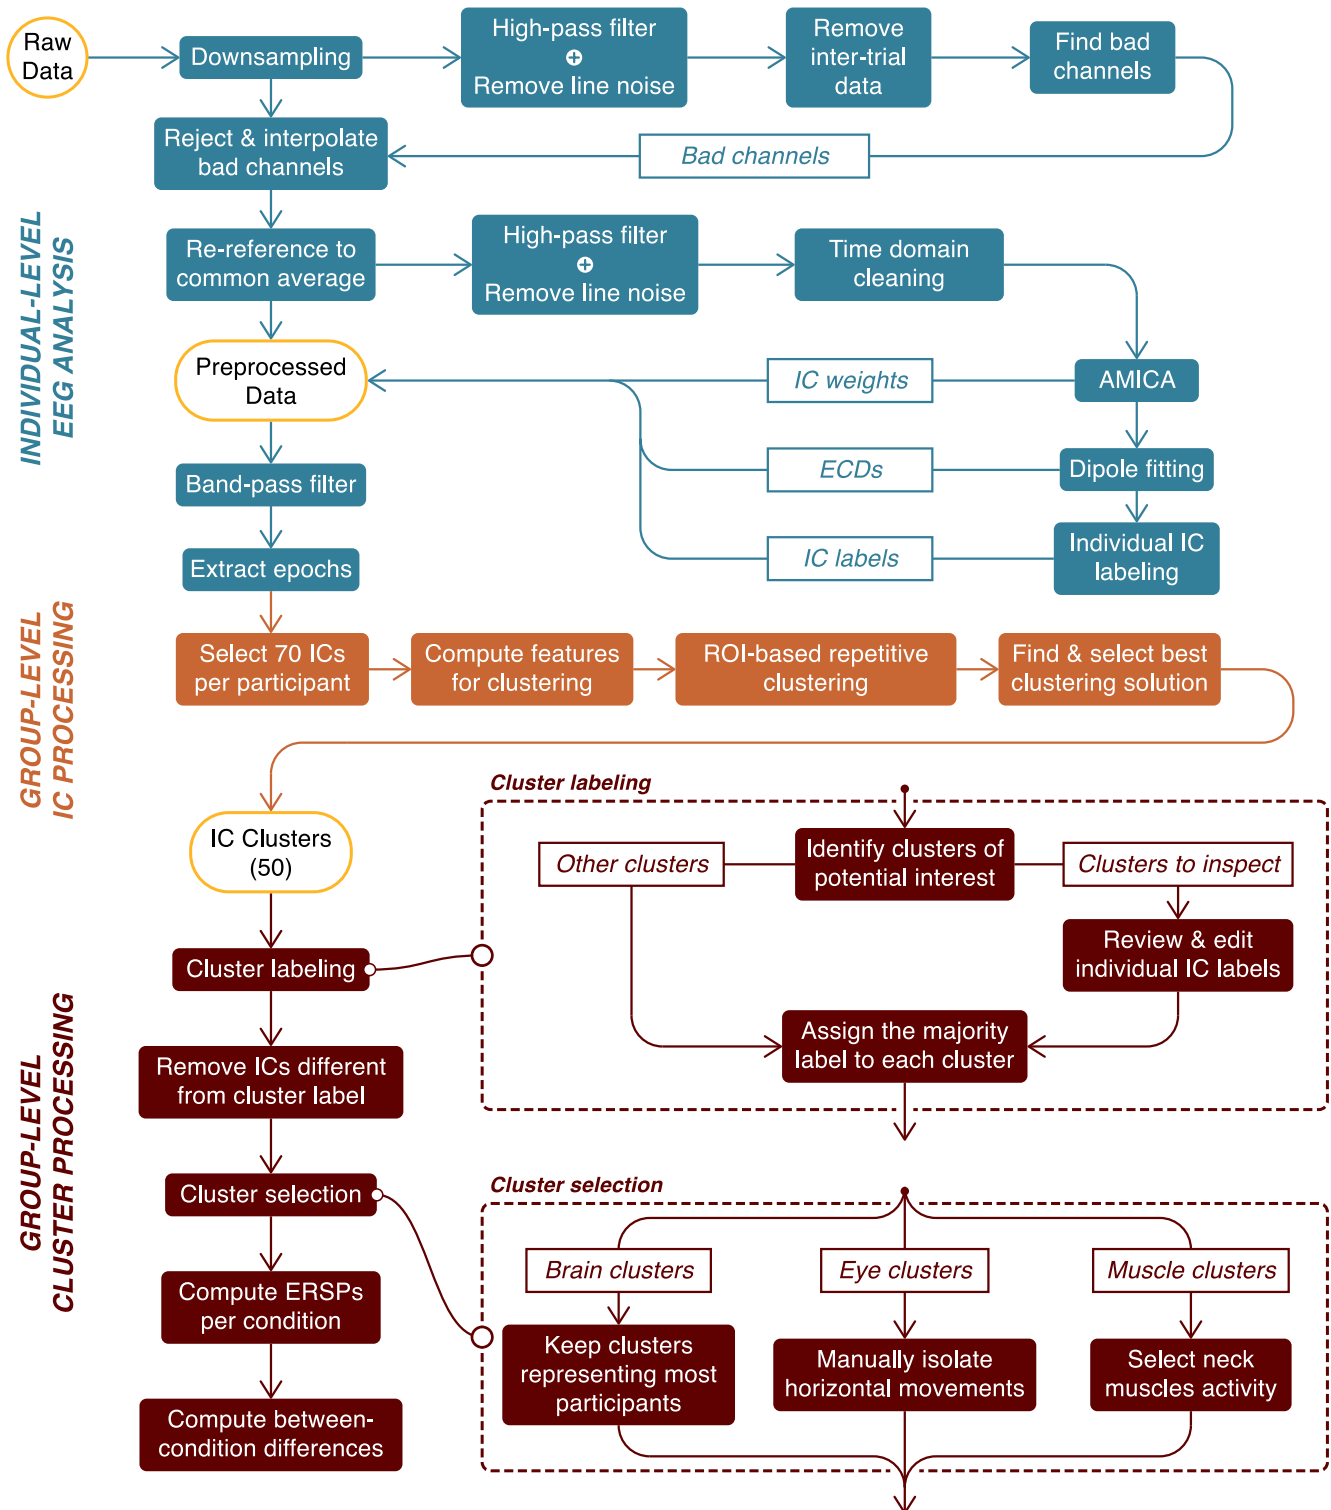 Raw
Data
Downsampling
High-pass filter
+
Remove line noise
Remove
inter-trial
data
Find bad
channels
Reject & interpolate
bad channels
Bad channels
INDIVIDUAL-LEVEL
EEG ANALYSIS
Re-reference to
common average
High-pass filter
+
Remove line noise
Time domain
cleaning
Preprocessed
Data
IC weights
AMICA
Band-pass filter
ECDs
Dipole fitting
Extract epochs
IC labels
Individual IC
labeling
GROUP-LEVEL
IC PROCESSING
Select 70 ICs
per participant
Compute features
for clustering
ROI-based repetitive
clustering
Find & select best
clustering solution
IC Clusters
(50)
Cluster labeling
Identify clusters of
potential interest
Other clusters
Clusters to inspect
Review & edit
individual IC labels
Assign the majority
label to each cluster
GROUP-LEVEL
CLUSTER PROCESSING
Cluster labeling
Remove ICs different
from cluster label
Cluster selection
Compute ERSPs
per condition
Compute between-
condition differences
Cluster selection
Brain clusters
Eye clusters
Muscle clusters
Keep clusters
representing most
participants
Manually isolate
horizontal movements
Select neck
muscles activity